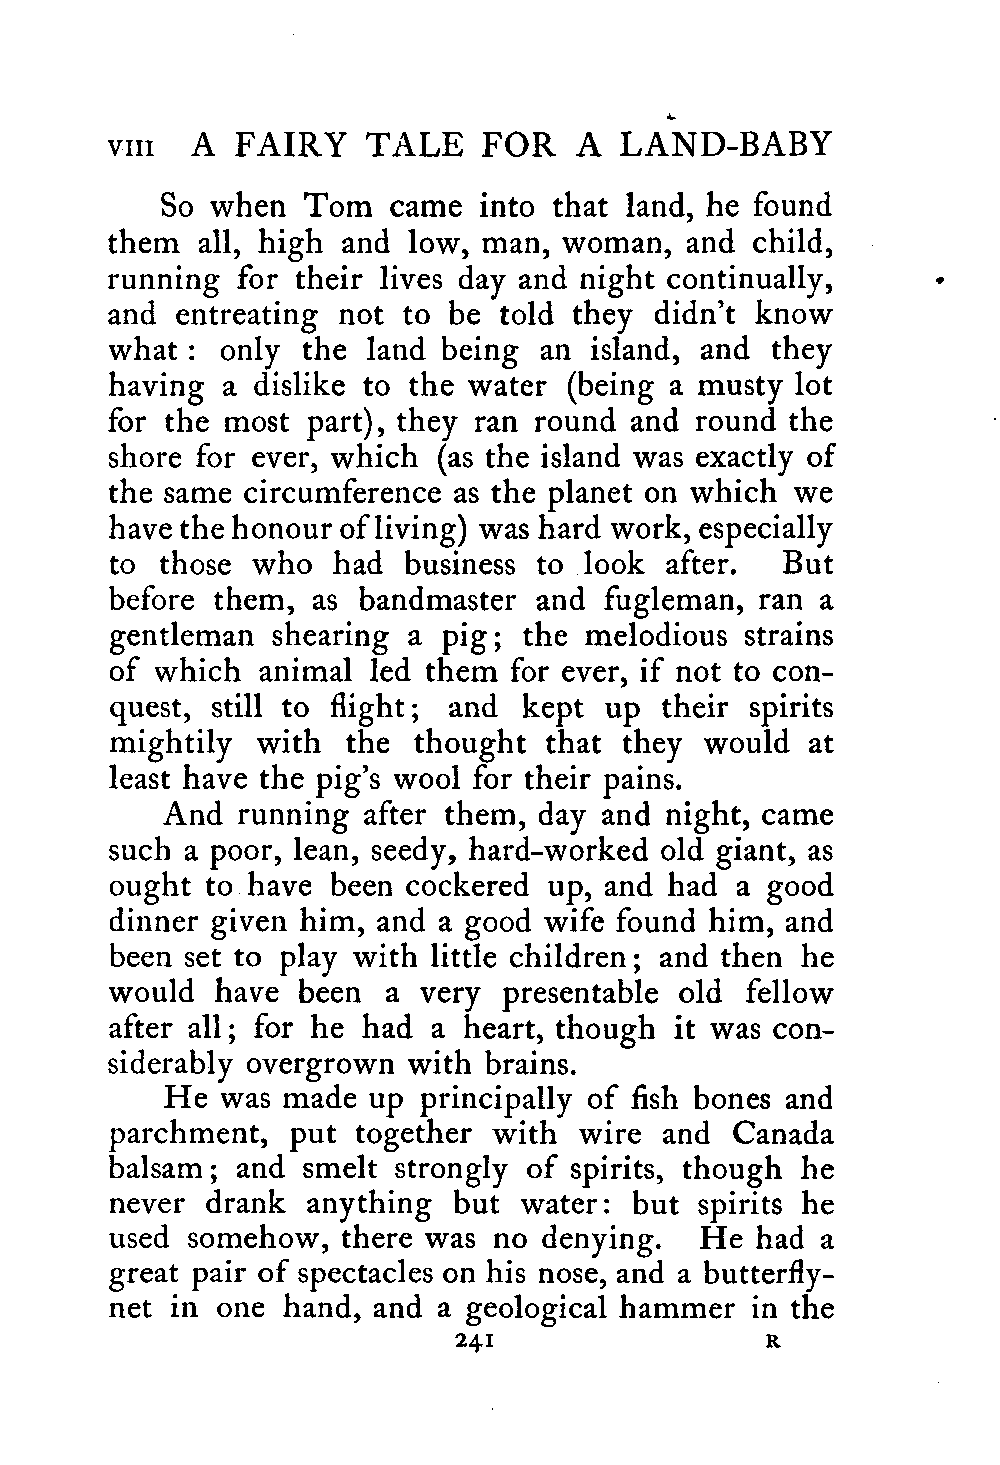 VIII A FAIRY TALE FOR A LAND-BABY
So when Tom came into that land, he found
them all, high and low, man, woman, and child,
running for their lives day and night continually,
and entreating not to be told they didn't know
what : only the land being an island, and they
having a dislike to the water (being a musty lot
for the most part), they ran round and round the
shore for ever, which (as the island was exactly of
the same circumference as the planet on which we
have the honour of living) was hard work, especially
to those who had business to look after. But
before them, as bandmaster and fugleman, ran a
gentleman shearing a pig; the melodious strains
of which animal led them for ever, if not to con-
quest, still to flight; and kept up their spirits
mightily with the thought that they would at
least have the pig's wool for their pains.
And running after them, day and night, came
such a poor, lean, seedy, hard-worked old giant, as
ought to have been cockered up, and had a good
dinner given him, and a good wife found him, and
been set to play with little children; and then he
would have been a very presentable old fellow
after all; for he had a heart, though it was con-
siderably overgrown with brains.
He was made up principally of fish bones and
parchment, put together with wire and Canada
balsam; and smelt strongly of spirits, though he
never drank anything but water: but spirits he
used somehow, there was no denying. He had a
great pair of spectacles on his nose, and a butterfly-
net in one hand, and a geological hammer in the
241 R